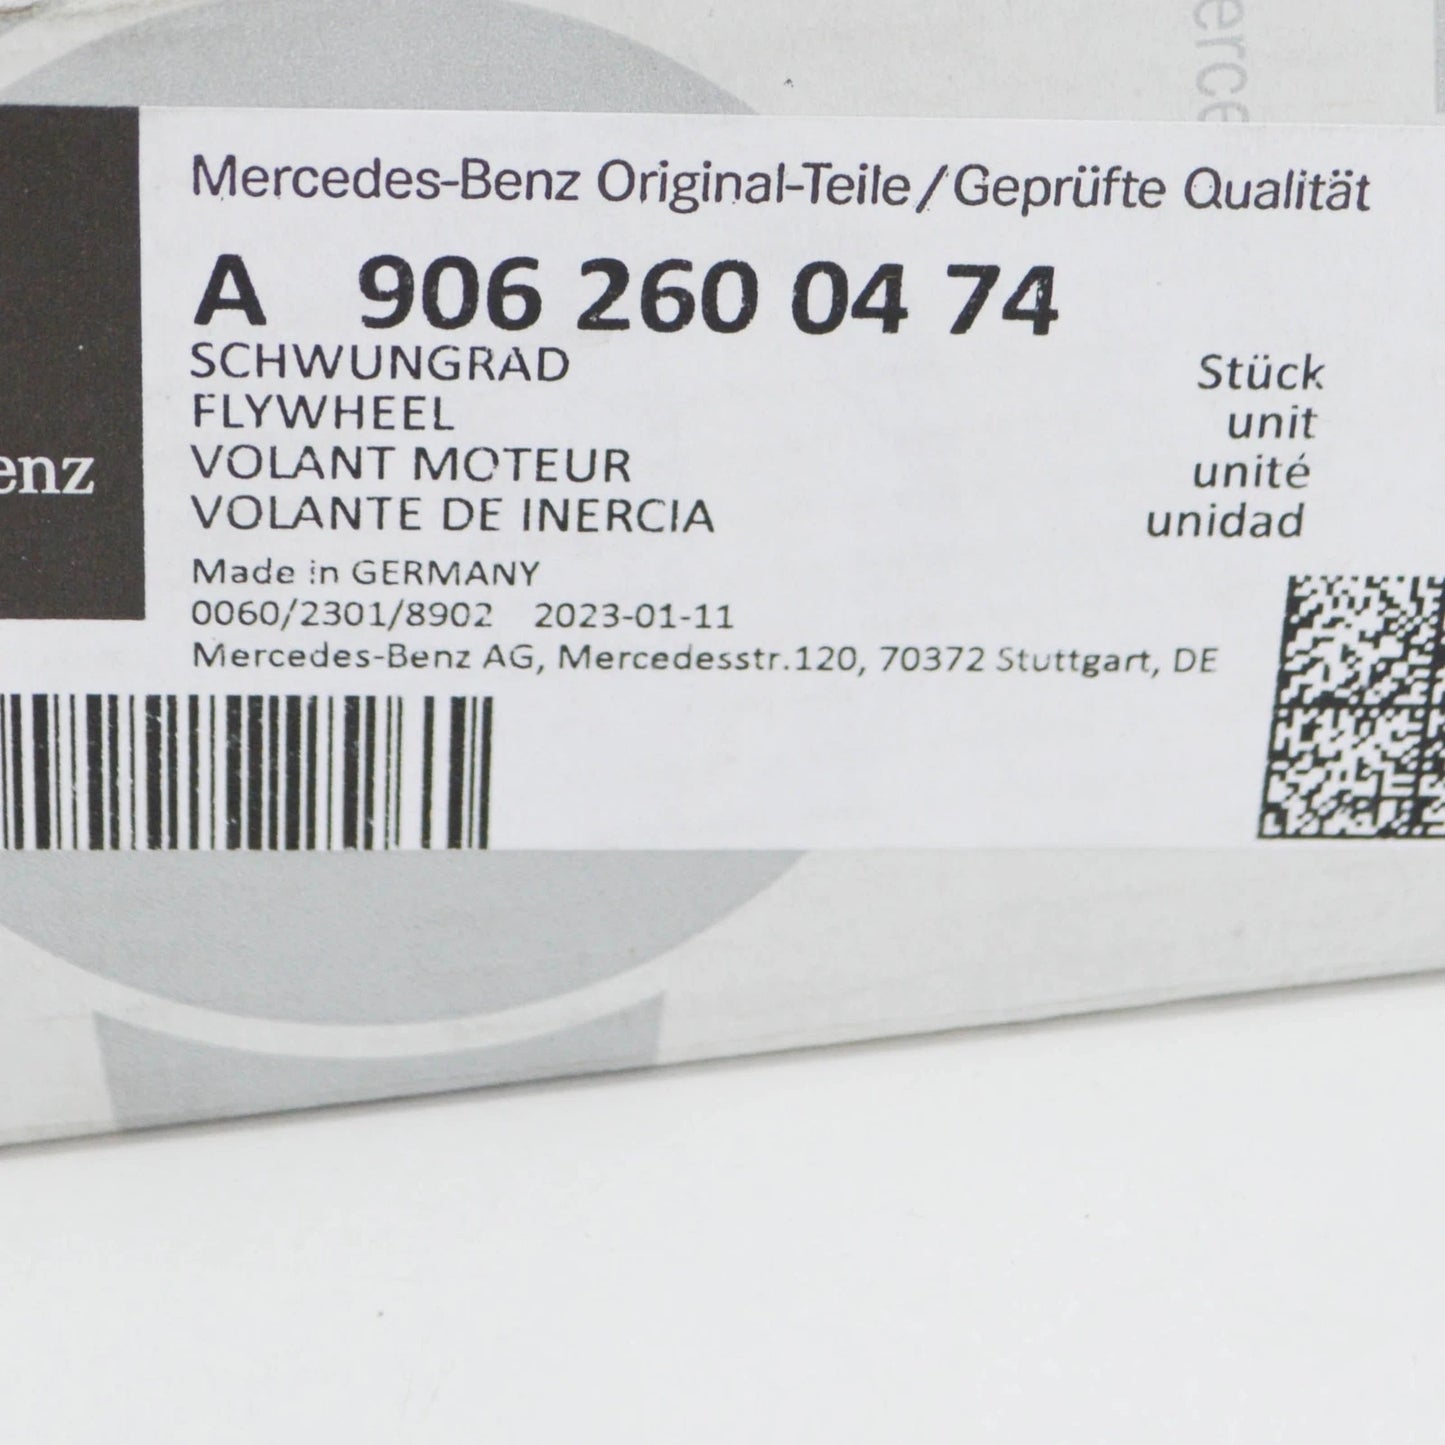 erce
Mercedes-Benz Original-Teile/Geprüfte Qualität
A 906 260 04 74
SCHWUNGRAD
FLYWHEEL
VOLANT MOTEUR
VOLANTE DE INERCIA
Stück
unit
unité
unidad
enz
Made in GERMANY
0060/2301/8902 2023-01-11
Mercedes-Benz AG, Mercedesstr.120, 70372 Stuttgart, DE